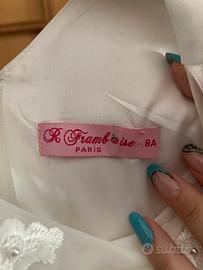 R Framboise
PARIS
8A
subito